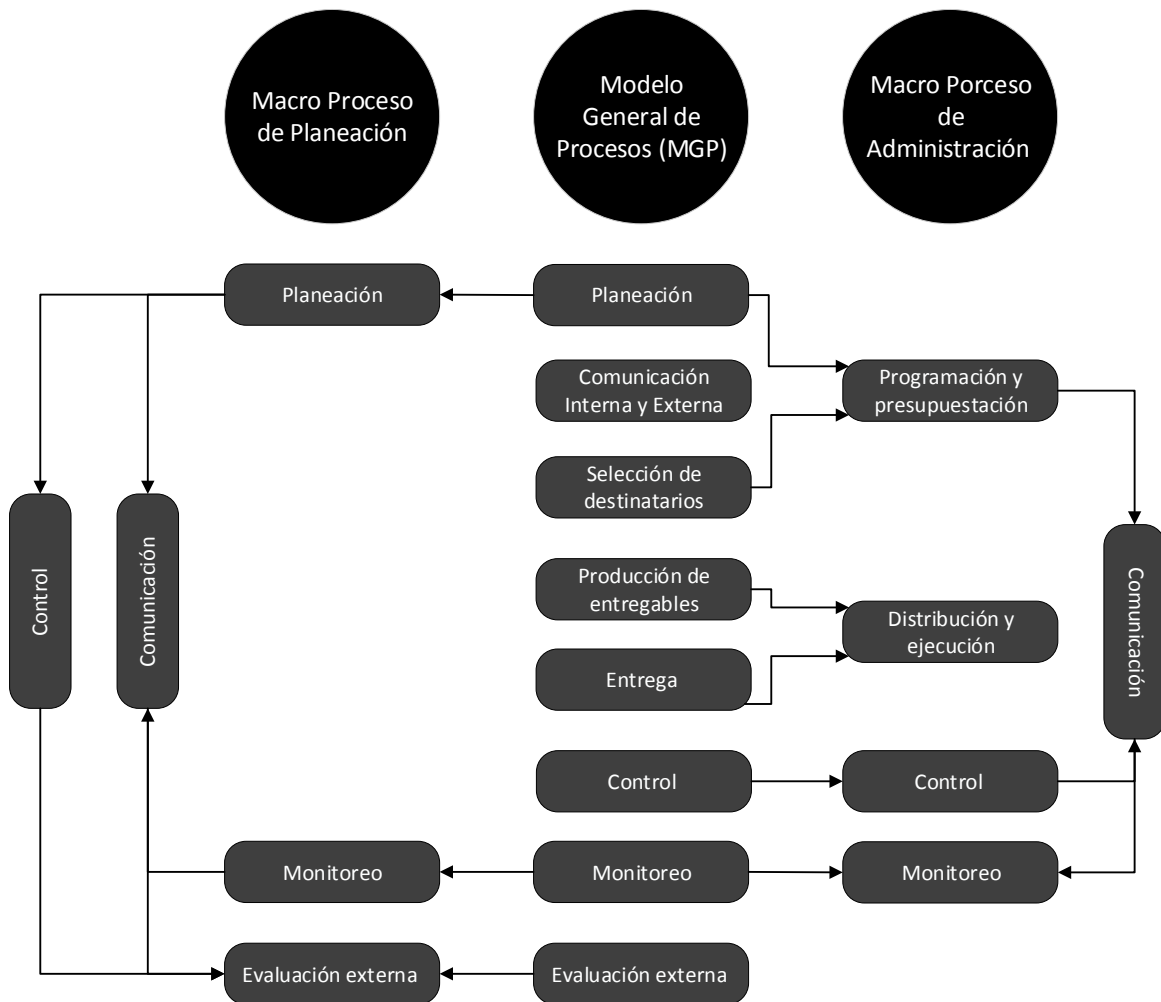 Macro Proceso
de Planeación
Modelo
General de
Procesos (MGP)
Macro Porceso
de
Administración
Planeación
Planeación
Comunicación
Interna y Externa
Programación y
presupuestación
Selección de
destinatarios
Control
Comunicación
Producción de
entregables
Distribución y
ejecución
Comunicación
Entrega
Control
Control
Monitoreo
Monitoreo
Monitoreo
Evaluación externa
Evaluación externa